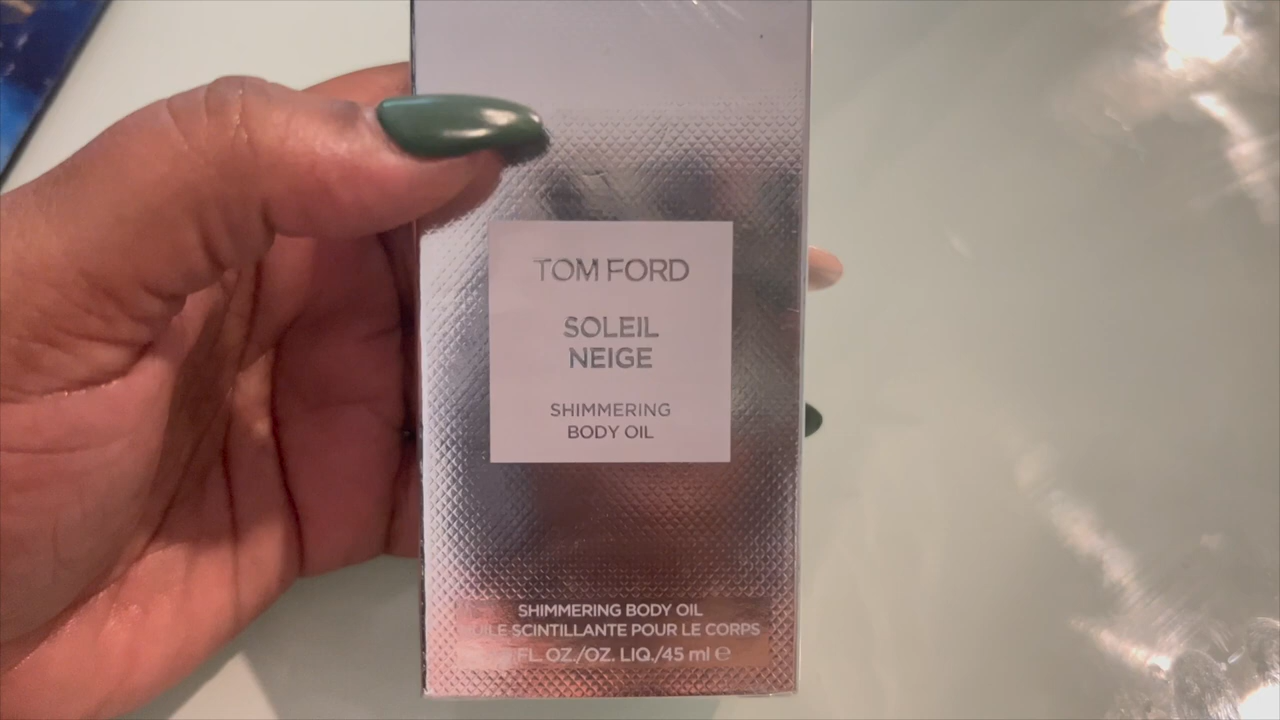 TOM FORD
SOLEIL
NEIGE
SHIMMERING
BODY OIL
SHIMMERING BODY OIL
SCINTILLANTE POUR LE CORPS
FL. OZ./OZ. LIQ./45 ml ℮